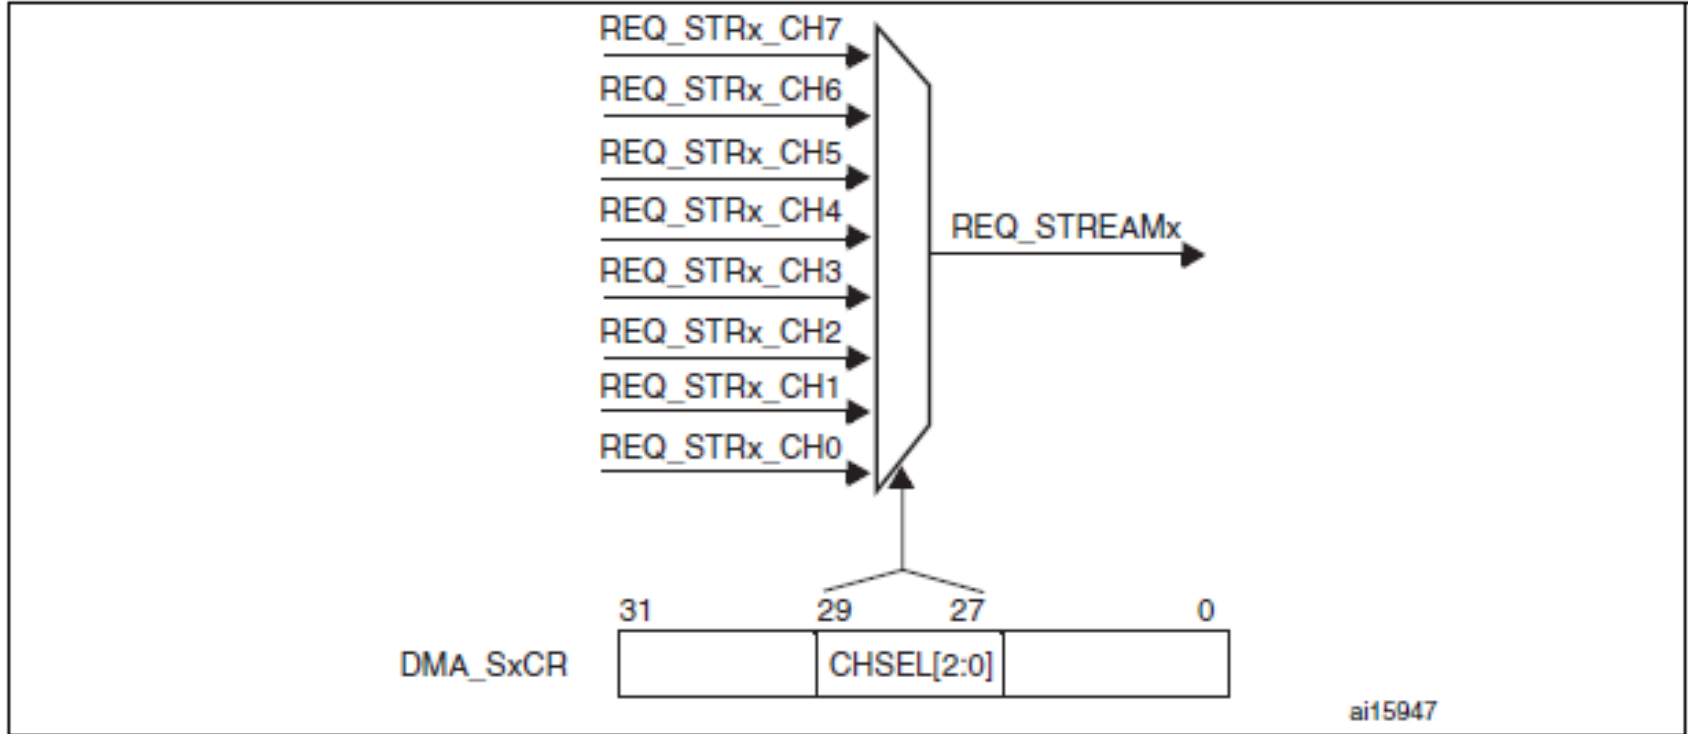 REQ_STRx_CH7
REQ_STRx_CH6
REQ_STRx_CH5
REQ_STRx_CH4
REQ_STREAMx
REQ_STRx_CH3
REQ_STRx_CH2
REQ_STRx_CH1
REQ_STRx_CH0
31 29 27 0
DMA_SxCR CHSEL[2:0]
ai15947